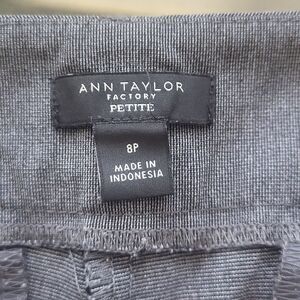 ANN TAYLOR
FACTORY
PETITE
8P
MADE IN
INDONESIA